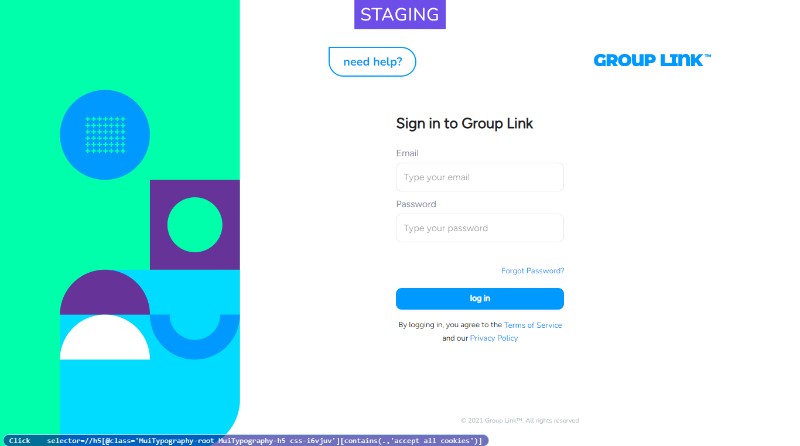 STAGING
need help?
GROUP LINK™
Sign in to Group Link
Email
Type your email
Password
Type your password
Forgot Password?
log in
By logging in, you agree to the Terms of Service
and our Privacy Policy
© 2021 Group Link™. All rights reserved
Click selector=//h5[@class='MuiTypography-root MuiTypography-h5 css-i6vjuv'][contains(.,'accept all cookies')]